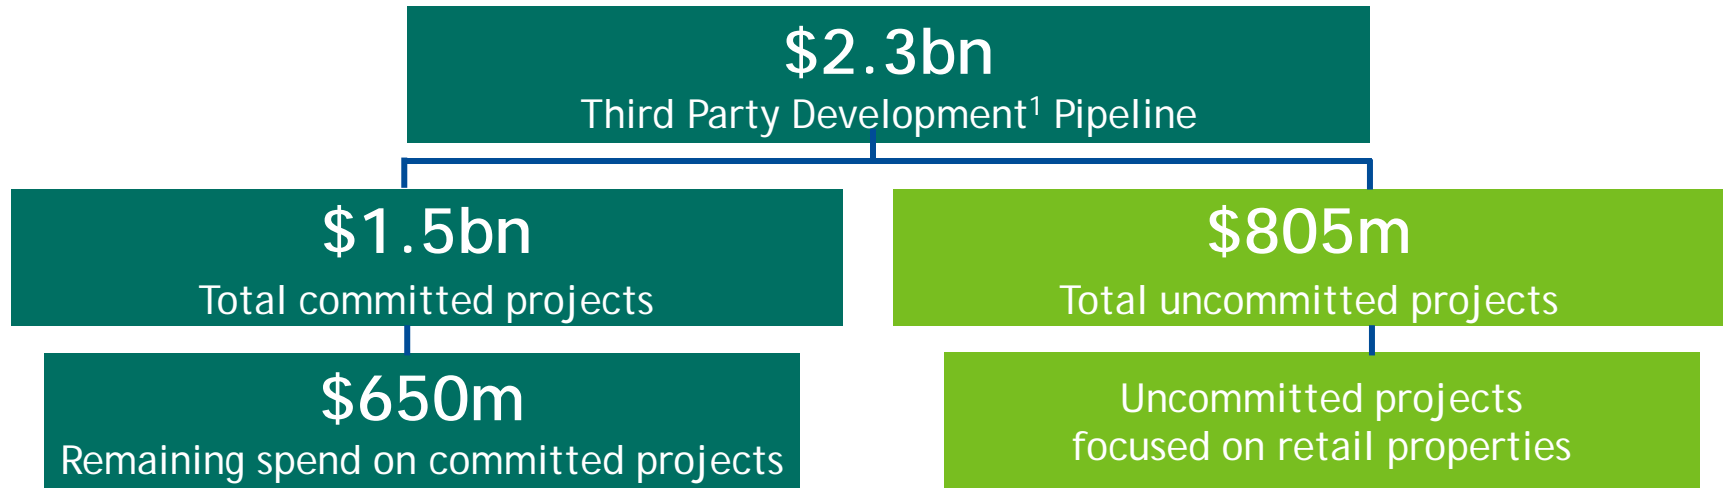 $2.3bn
Third Party Development¹ Pipeline
$1.5bn
Total committed projects
$805m
Total uncommitted projects
$650m
Remaining spend on committed projects
Uncommitted projects
focused on retail properties